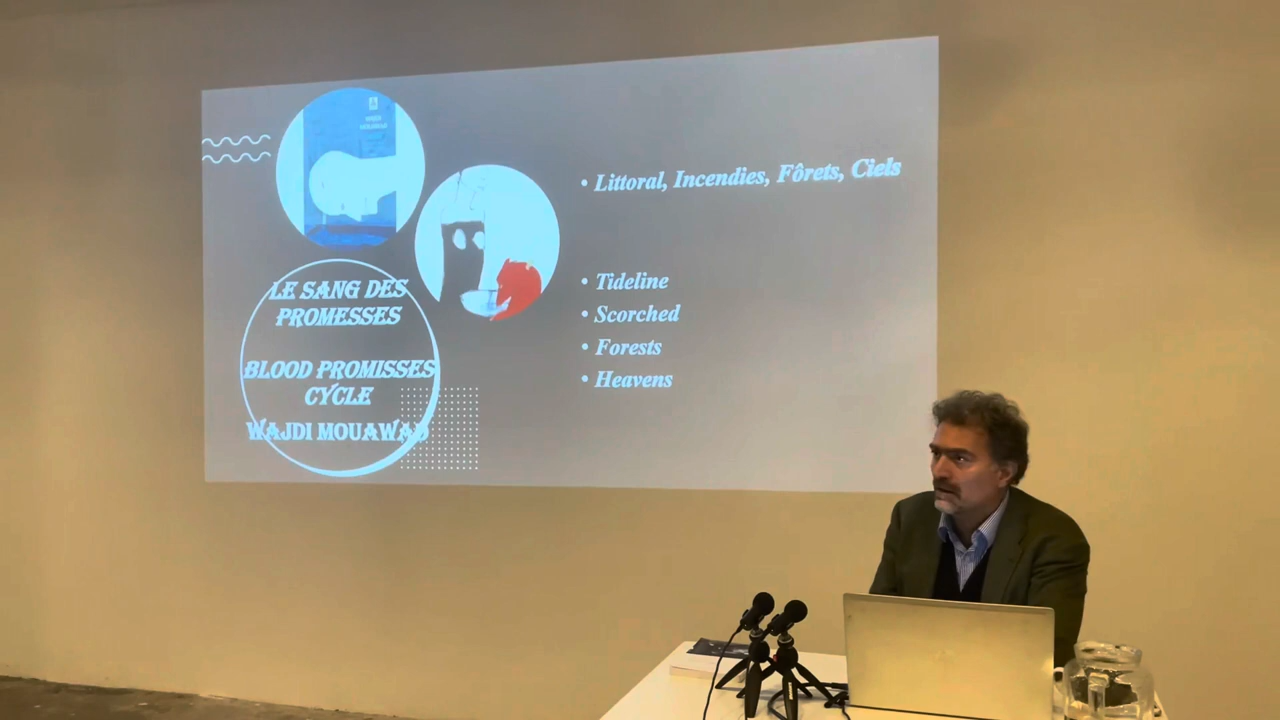 LE SANG DES
PROMESSES
BLOOD PROMISSES
CYCLE
WAJDI MOUAWAD
• Littoral, Incendies, Fôrets, Ciels
• Tideline
• Scorched
• Forests
• Heavens